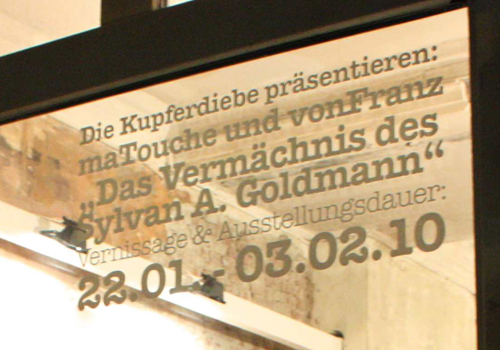 Die Kupferdiebe präsentieren:
maTouche und vonFranz
„Das Vermächnis des
Sylvan A. Goldmann“
Vernissage & Ausstellungsdauer:
22.01.- 03.02.10